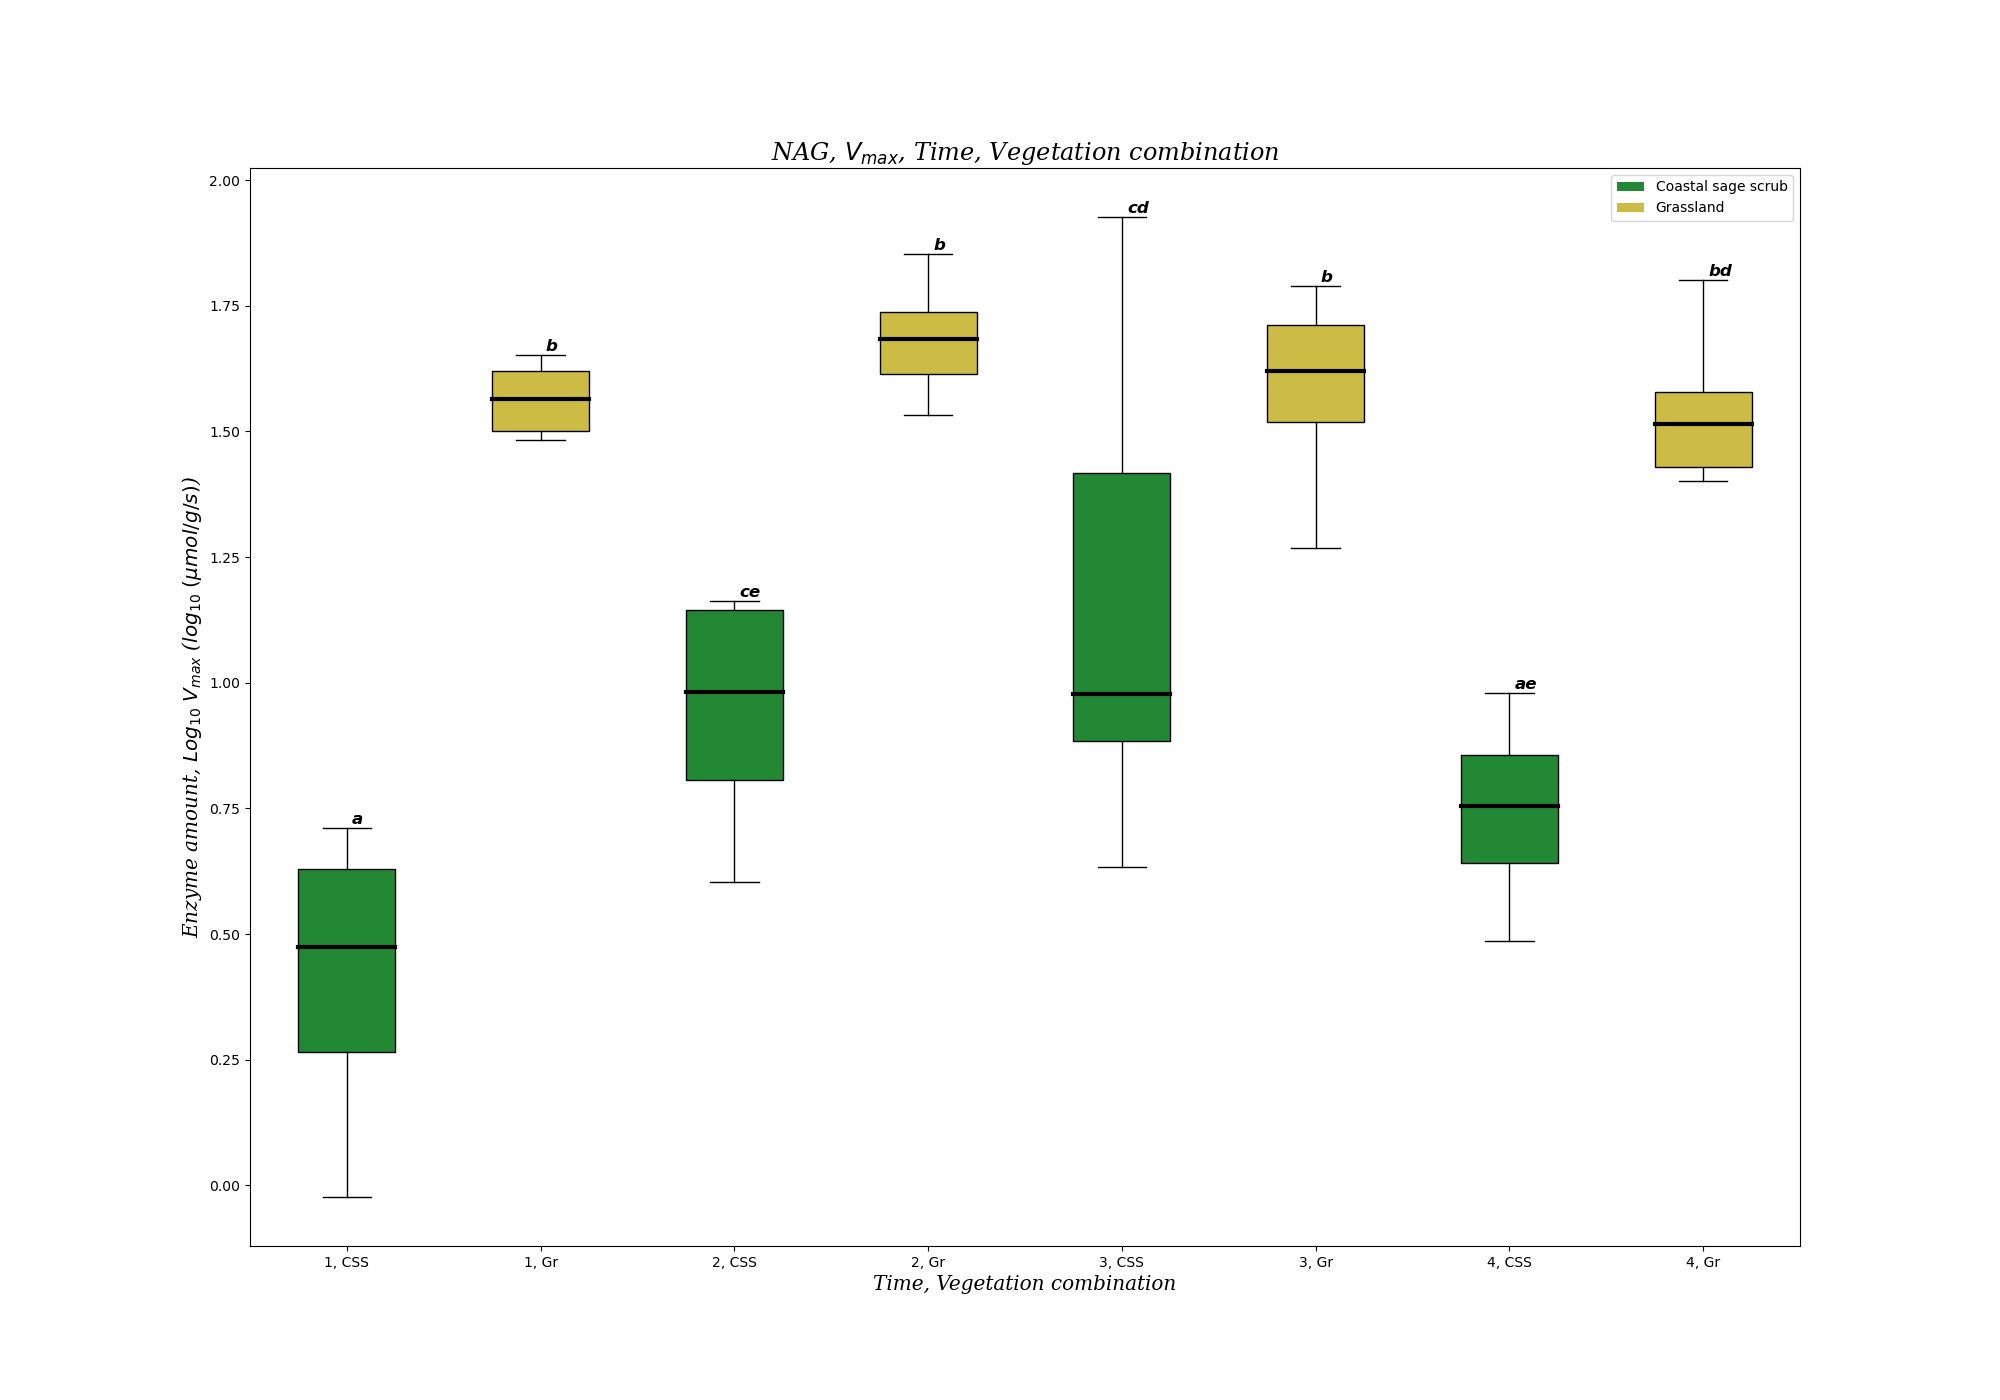 NAG, Vmax, Time, Vegetation combination
Coastal sage scrub
Grassland
Enzyme amount, Log10 Vmax (log10 (μmol/g/s))
2.00
1.75
1.50
1.25
1.00
0.75
0.50
0.25
0.00
a
b
ce
b
cd
b
ae
bd
1, CSS
1, Gr
2, CSS
2, Gr
3, CSS
3, Gr
4, CSS
4, Gr
Time, Vegetation combination